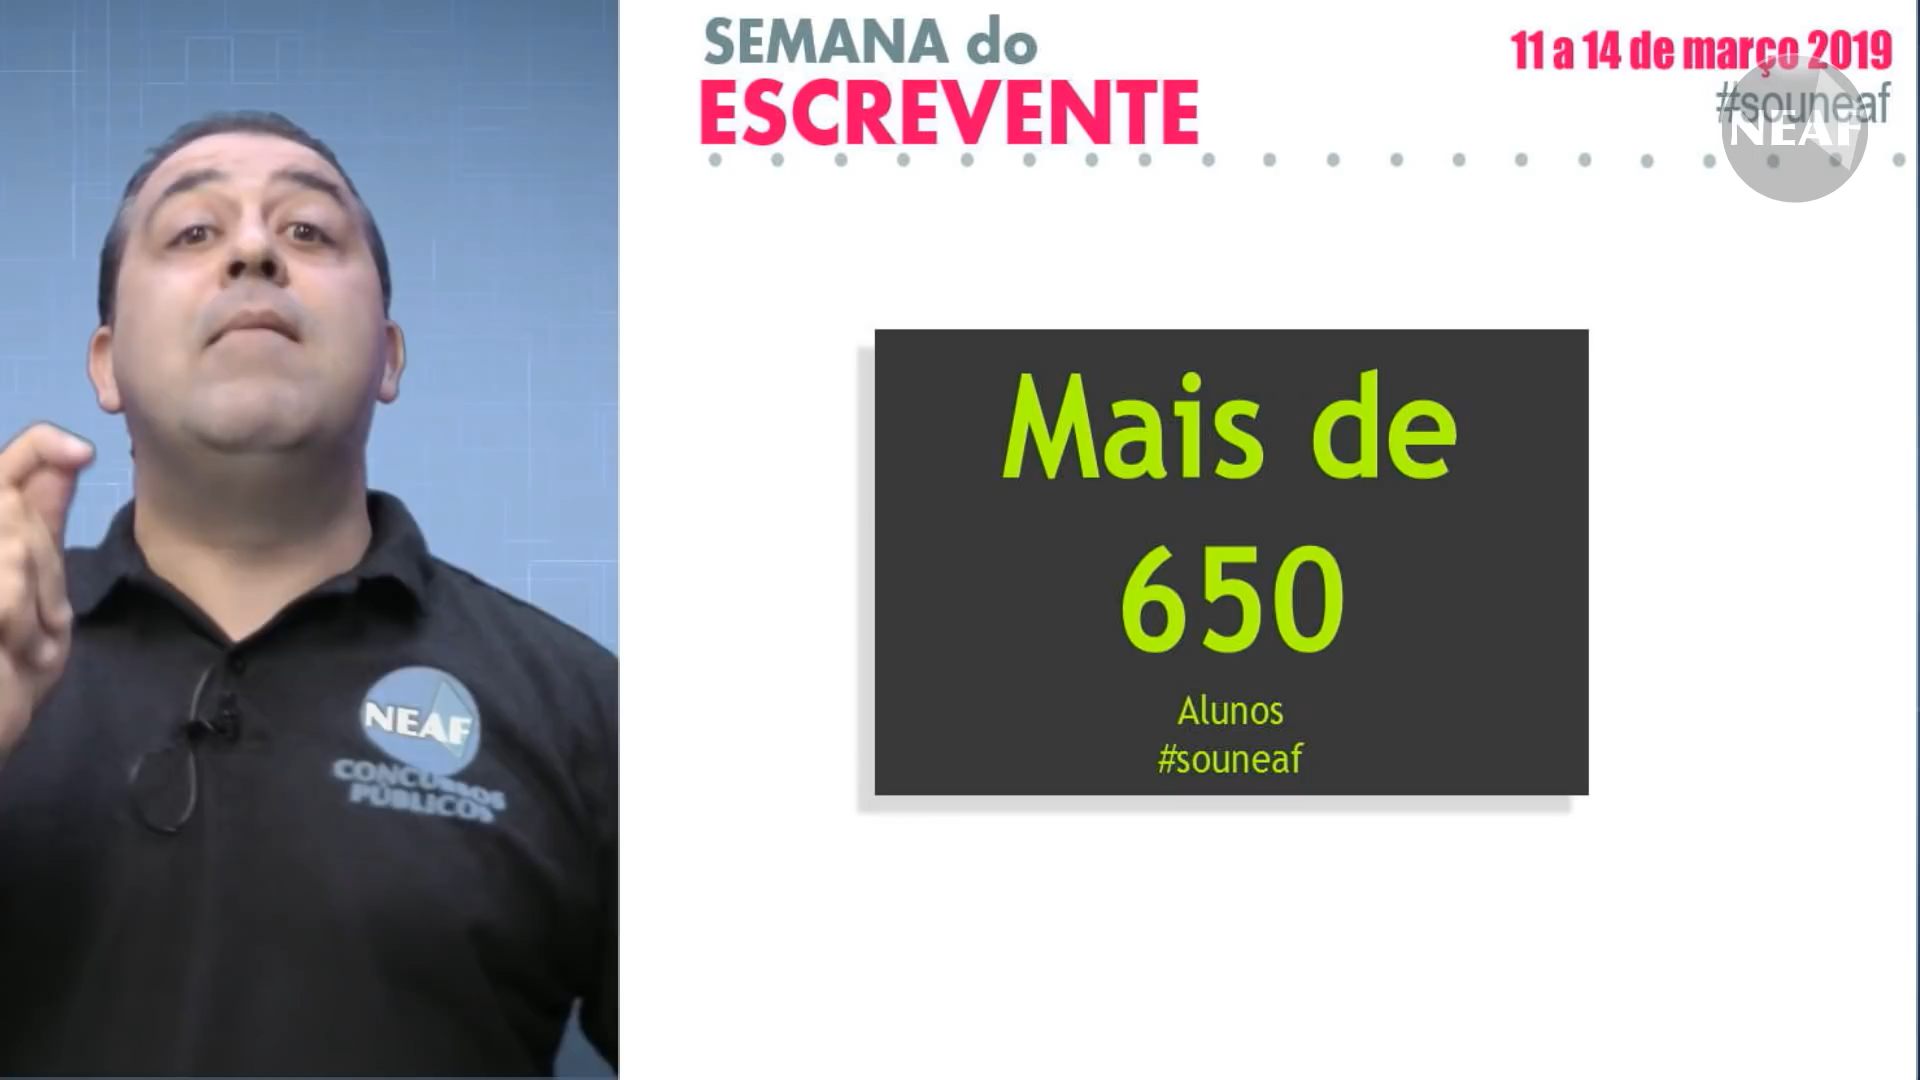 SEMANA do
ESCREVENTE
11 a 14 de março 2019
#souneaf
NEAF
Mais de
650
Alunos
#souneaf
NEAF
CONCURSOS
PÚBLICOS